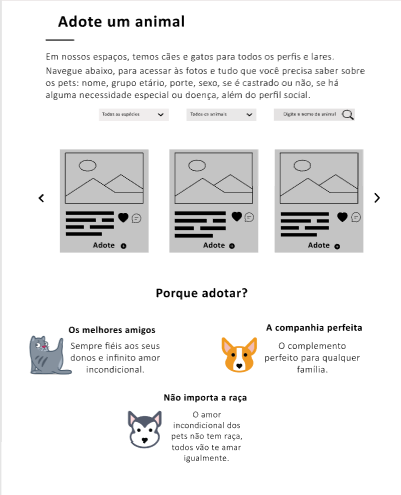 Adote um animal
Em nossos espaços, temos cães e gatos para todos os perfis e lares.
Navegue abaixo, para acessar às fotos e tudo que você precisa saber sobre
os pets: nome, grupo etário, porte, sexo, se é castrado ou não, se há
alguma necessidade especial ou doença, além do perfil social.
Todas as espécies
Todos os animais
Digite o nome do animal
Adote
Adote
Adote
Porque adotar?
Os melhores amigos
Sempre fiéis aos seus
donos e infinito amor
incondicional.
A companhia perfeita
O complemento
perfeito para qualquer
família.
Não importa a raça
O amor
incondicional dos
pets não tem raça,
todos vão te amar
igualmente.